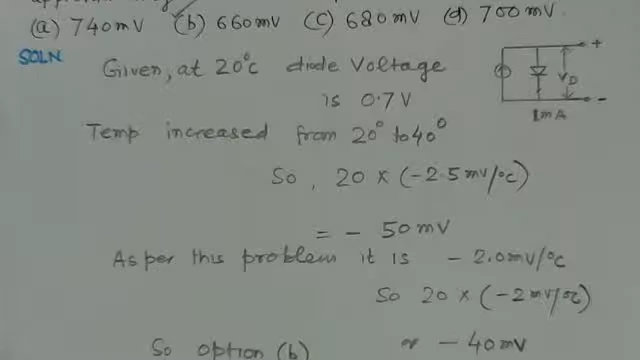 (a) 740mV (b) 660mV (c) 680mV (d) 700mV.
SOLN
Given, at 20°c diode Voltage
is 0.7V
+
VD
-
1mA
Temp increased from 20° to 40°
So, 20 × (-2.5mv/°c)
= - 50mV
As per this problem it is - 2.0mv/°c
So 20 × (-2mv/°c)
So option (b)
or - 40mv